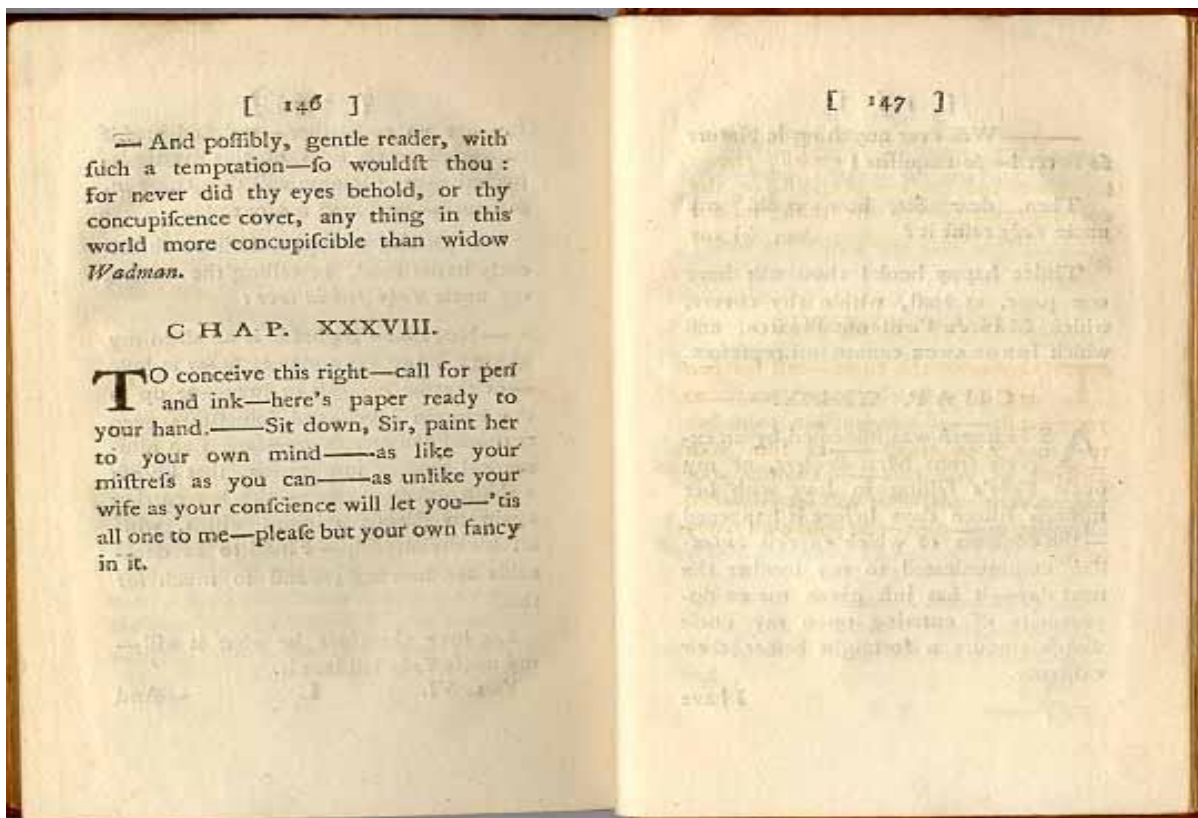 [ 146 ]
— And poſſibly, gentle reader, with
ſuch a temptation—ſo wouldſt thou :
For never did thy eyes behold, or thy
concupiſcence covet, any thing in this
world more concupiſcible than widow
Wadman.
CHAP. XXXVIII.
TO conceive this right—call for pen
and ink—here's paper ready to
your hand.——Sit down, Sir, paint her
to your own mind——as like your
miſtreſs as you can——as unlike your
wife as your conſcience will let you—'tis
all one to me—pleaſe but your own fancy
in it.
[ 147 ]